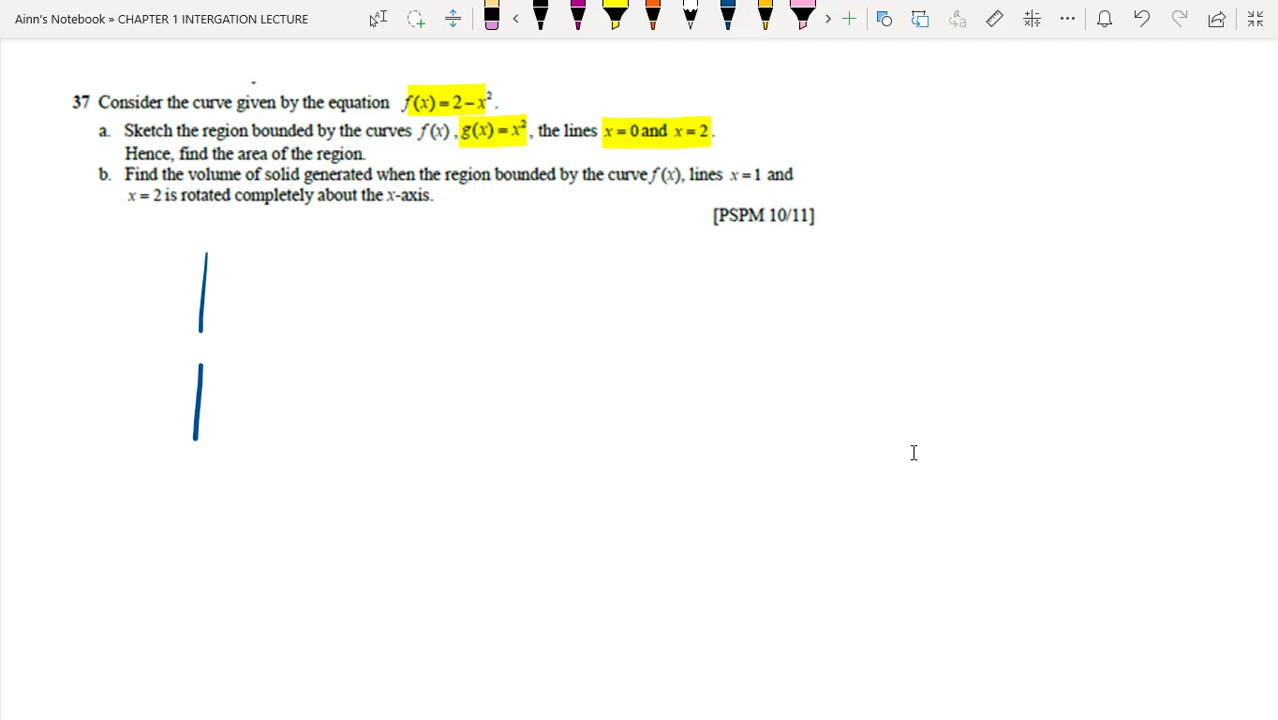 Ainn's Notebook » CHAPTER 1 INTERGATION LECTURE
37 Consider the curve given by the equation f(x) = 2 − x².
a. Sketch the region bounded by the curves f(x), g(x) = x², the lines x = 0 and x = 2.
Hence, find the area of the region.
b. Find the volume of solid generated when the region bounded by the curve f(x), lines x = 1 and
x = 2 is rotated completely about the x-axis.
[PSPM 10/11]